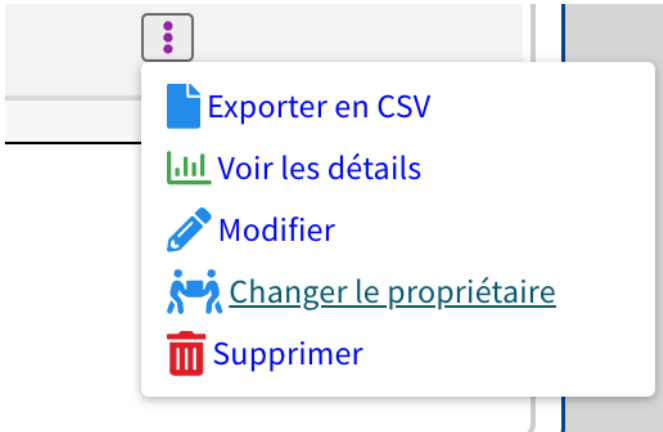 Exporter en CSV
Voir les détails
Modifier
Changer le propriétaire
Supprimer